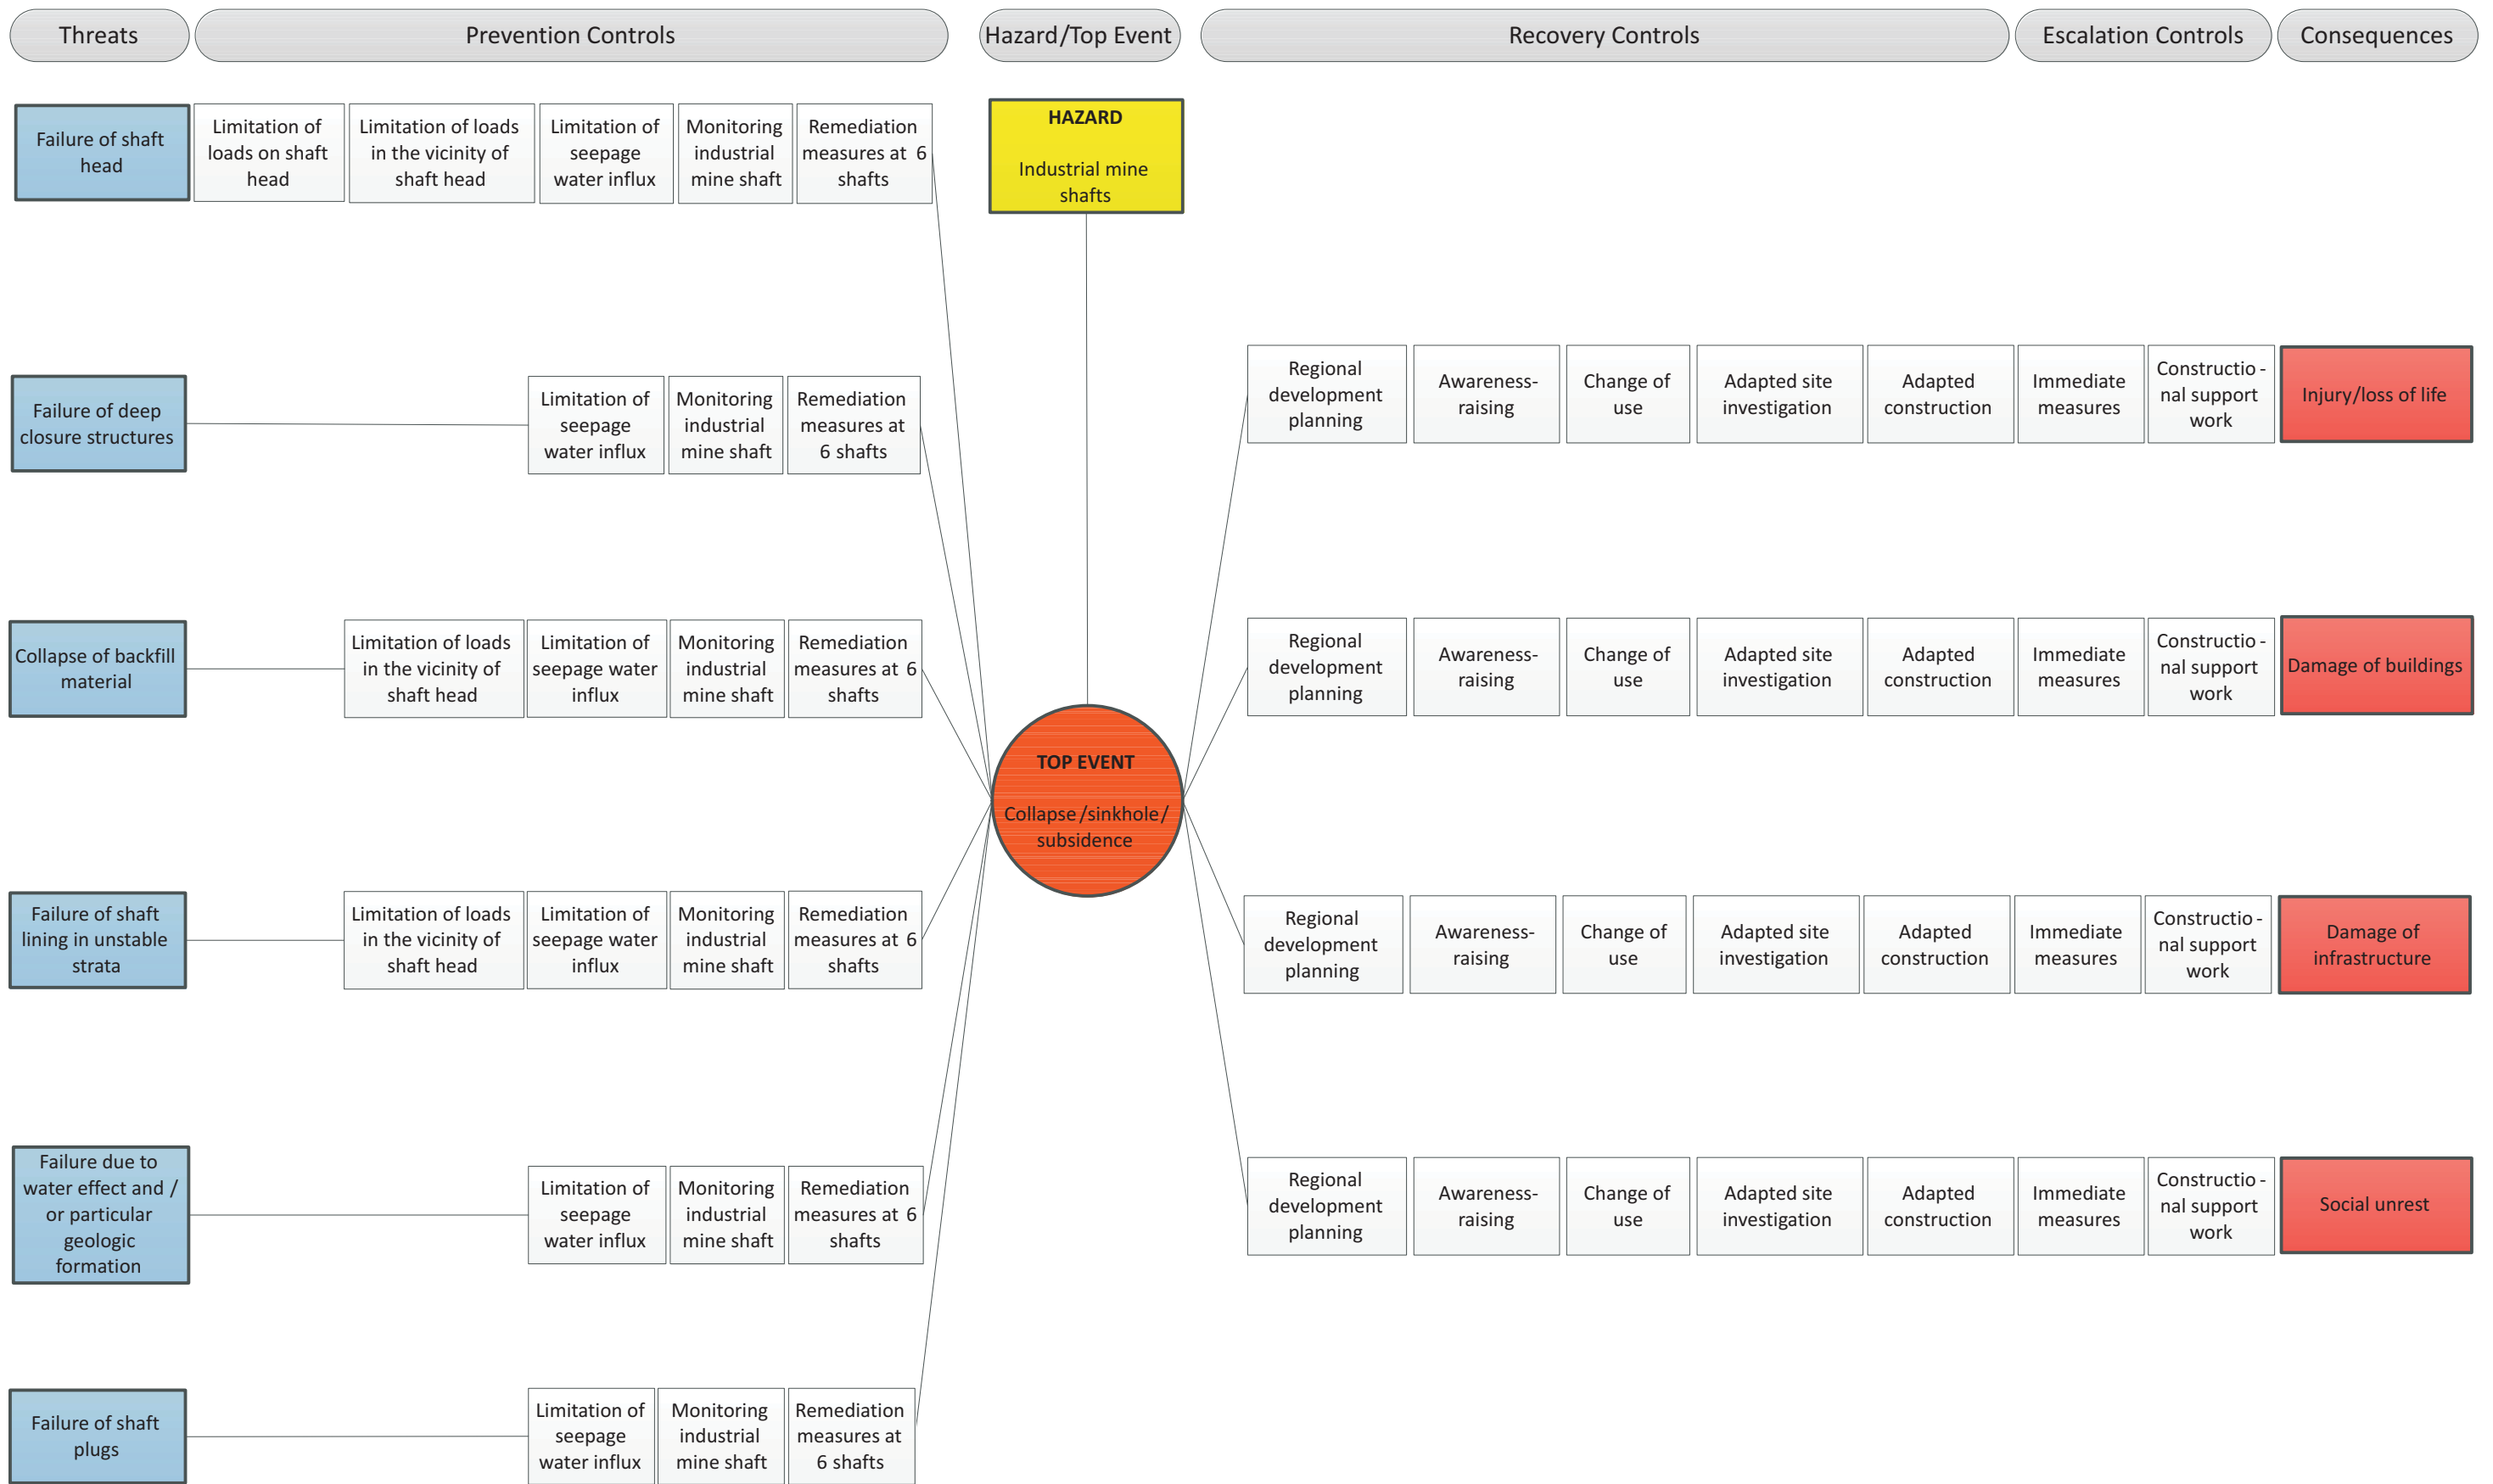 Threats
Prevention Controls
Hazard/Top Event
Recovery Controls
Escalation Controls
Consequences
Failure of shaft
head
Limitation of
loads on shaft
head
Limitation of loads
in the vicinity of
shaft head
Limitation of
seepage
water influx
Monitoring
industrial
mine shaft
Remediation
measures at 6
shafts
HAZARD
Industrial mine
shafts
Failure of deep
closure structures
Limitation of
seepage
water influx
Monitoring
industrial
mine shaft
Remediation
measures at
6 shafts
Regional
development
planning
Awareness-
raising
Change of
use
Adapted site
investigation
Adapted
construction
Immediate
measures
Constructio-
nal support
work
Injury/loss of life
Collapse of backfill
material
Limitation of loads
in the vicinity of
shaft head
Limitation of
seepage water
influx
Monitoring
industrial
mine shaft
Remediation
measures at 6
shafts
Regional
development
planning
Awareness-
raising
Change of
use
Adapted site
investigation
Adapted
construction
Immediate
measures
Constructio-
nal support
work
Damage of buildings
TOP EVENT
Collapse/sinkhole/
subsidence
Failure of shaft
lining in unstable
strata
Limitation of loads
in the vicinity of
shaft head
Limitation of
seepage water
influx
Monitoring
industrial
mine shaft
Remediation
measures at 6
shafts
Regional
development
planning
Awareness-
raising
Change of
use
Adapted site
investigation
Adapted
construction
Immediate
measures
Constructio-
nal support
work
Damage of
infrastructure
Failure due to
water effect and /
or particular
geologic
formation
Limitation of
seepage
water influx
Monitoring
industrial
mine shaft
Remediation
measures at 6
shafts
Regional
development
planning
Awareness-
raising
Change of
use
Adapted site
investigation
Adapted
construction
Immediate
measures
Constructio-
nal support
work
Social unrest
Failure of shaft
plugs
Limitation of
seepage
water influx
Monitoring
industrial
mine shaft
Remediation
measures at
6 shafts